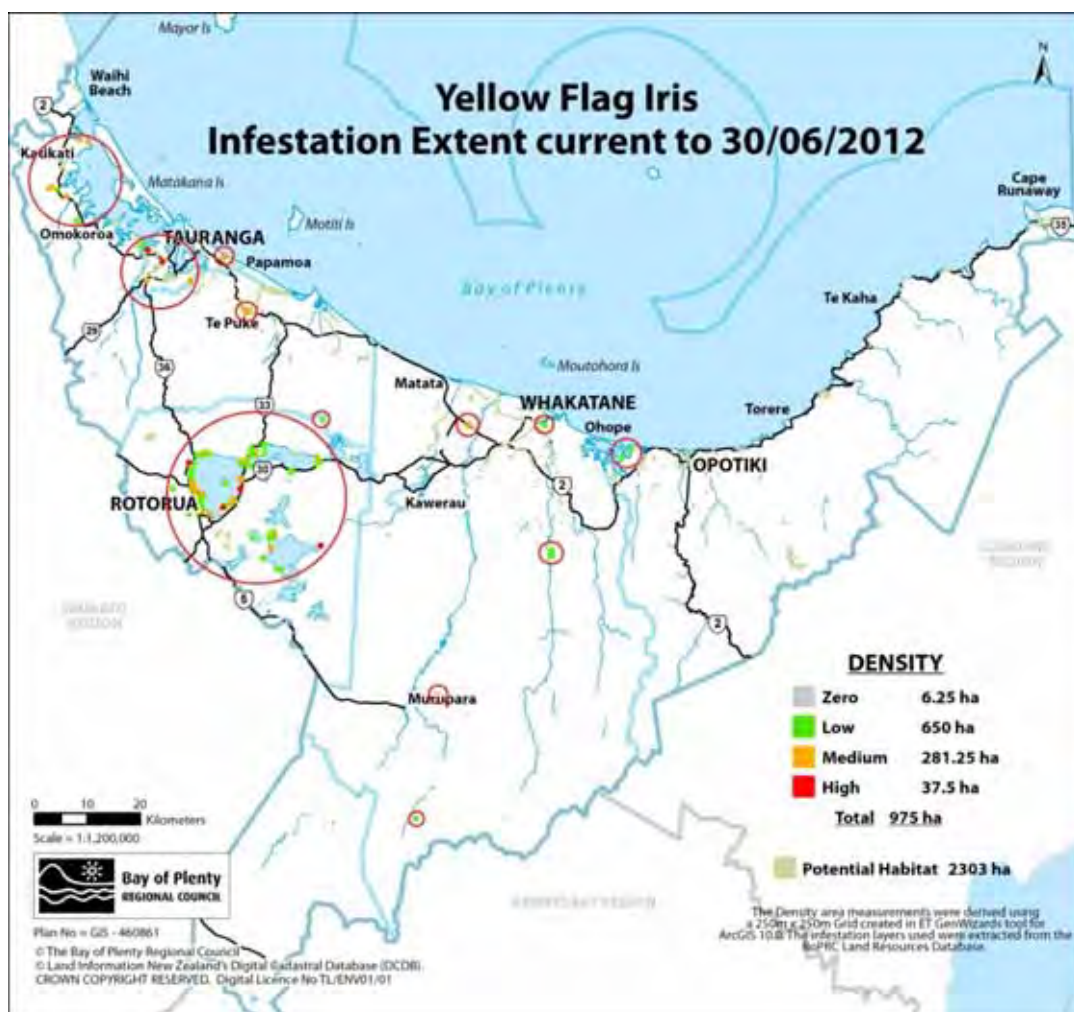 Mayor Is
Waihi
Beach
2
N
Yellow Flag Iris
Infestation Extent current to 30/06/2012
Kaukati
Cape
Runaway
Matakana Is
35
Omokoroa
Motiti Is
TAURANGA
Papamoa
Bay of Plenty
Te Kaha
Te Puke
29
36
Moutohora Is
Matata
WHAKATANE
Torere
33
Ohope
OPOTIKI
30
ROTORUA
Kawerau
2
5
2
Murupara
DENSITY
Zero 6.25 ha
Low 650 ha
Medium 281.25 ha
High 37.5 ha
Total 975 ha
Potential Habitat 2303 ha
0 10 20
Kilometers
Scale = 1:1,200,000
Bay of Plenty
REGIONAL COUNCIL
Plan No = GIS - 460861
© The Bay of Plenty Regional Council
© Land Information New Zealand's Digital Cadastral Database (DCDB).
CROWN COPYRIGHT RESERVED. Digital Licence No TL/ENV01/01
The Density area measurements were derived using
a 250m x 250m Grid created in ET GenWizards tool for
ArcGIS 10. The infestation layers used were extracted from the
BoPRC Land Resources Database.